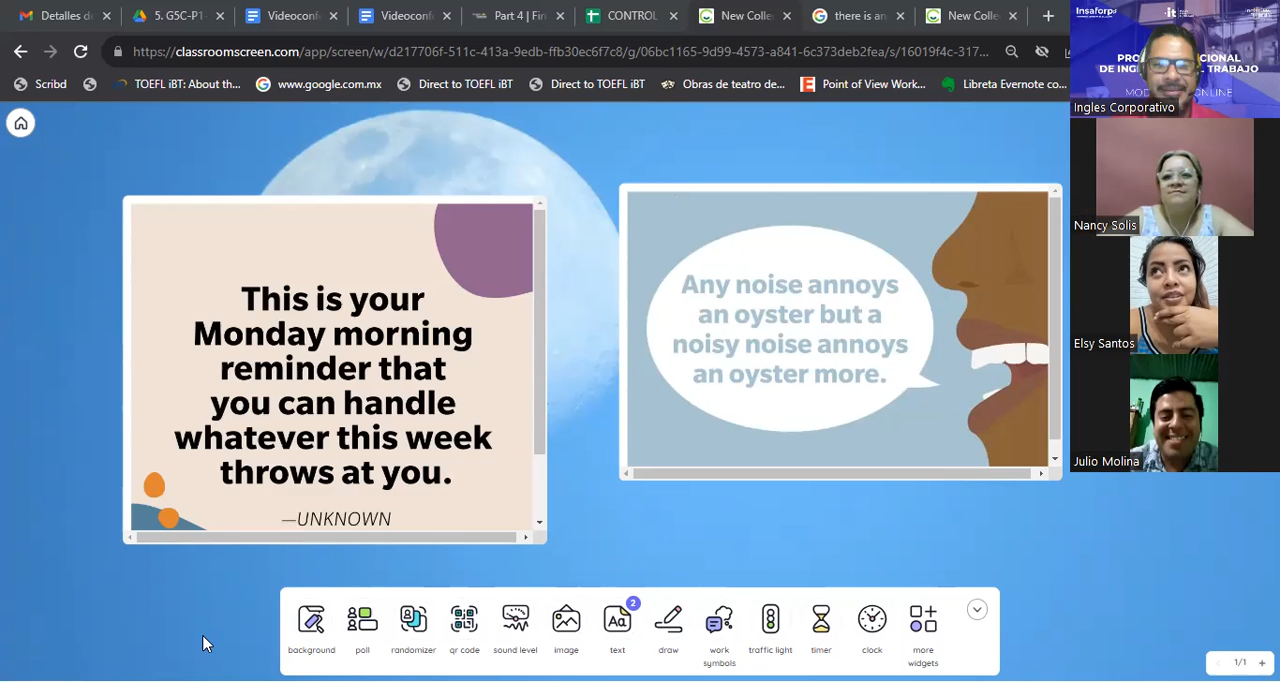 Detalles de
5. G5C-P1-
Videoconf
Videoconf
Part 4 | Fin
CONTROL
New Colle
there is an
New Colle
https://classroomscreen.com/app/screen/w/d217706f-511c-413a-9edb-ffb30ec6f7c8/g/06bc1165-9d99-4573-a841-6c373deb2fea/s/16019f4c-317...
Scribd
TOEFL iBT: About th...
www.google.com.mx
Direct to TOEFL iBT
Direct to TOEFL iBT
Obras de teatro de...
Point of View Work...
Libreta Evernote co...
Insaforp
it
Ingles Corporativo
Nancy Solis
Elsy Santos
Julio Molina
This is your
Monday morning
reminder that
you can handle
whatever this week
throws at you.
—UNKNOWN
Any noise annoys
an oyster but a
noisy noise annoys
an oyster more.
2
background
poll
randomizer
qr code
sound level
image
text
draw
work
symbols
traffic light
timer
clock
more
widgets
1/1